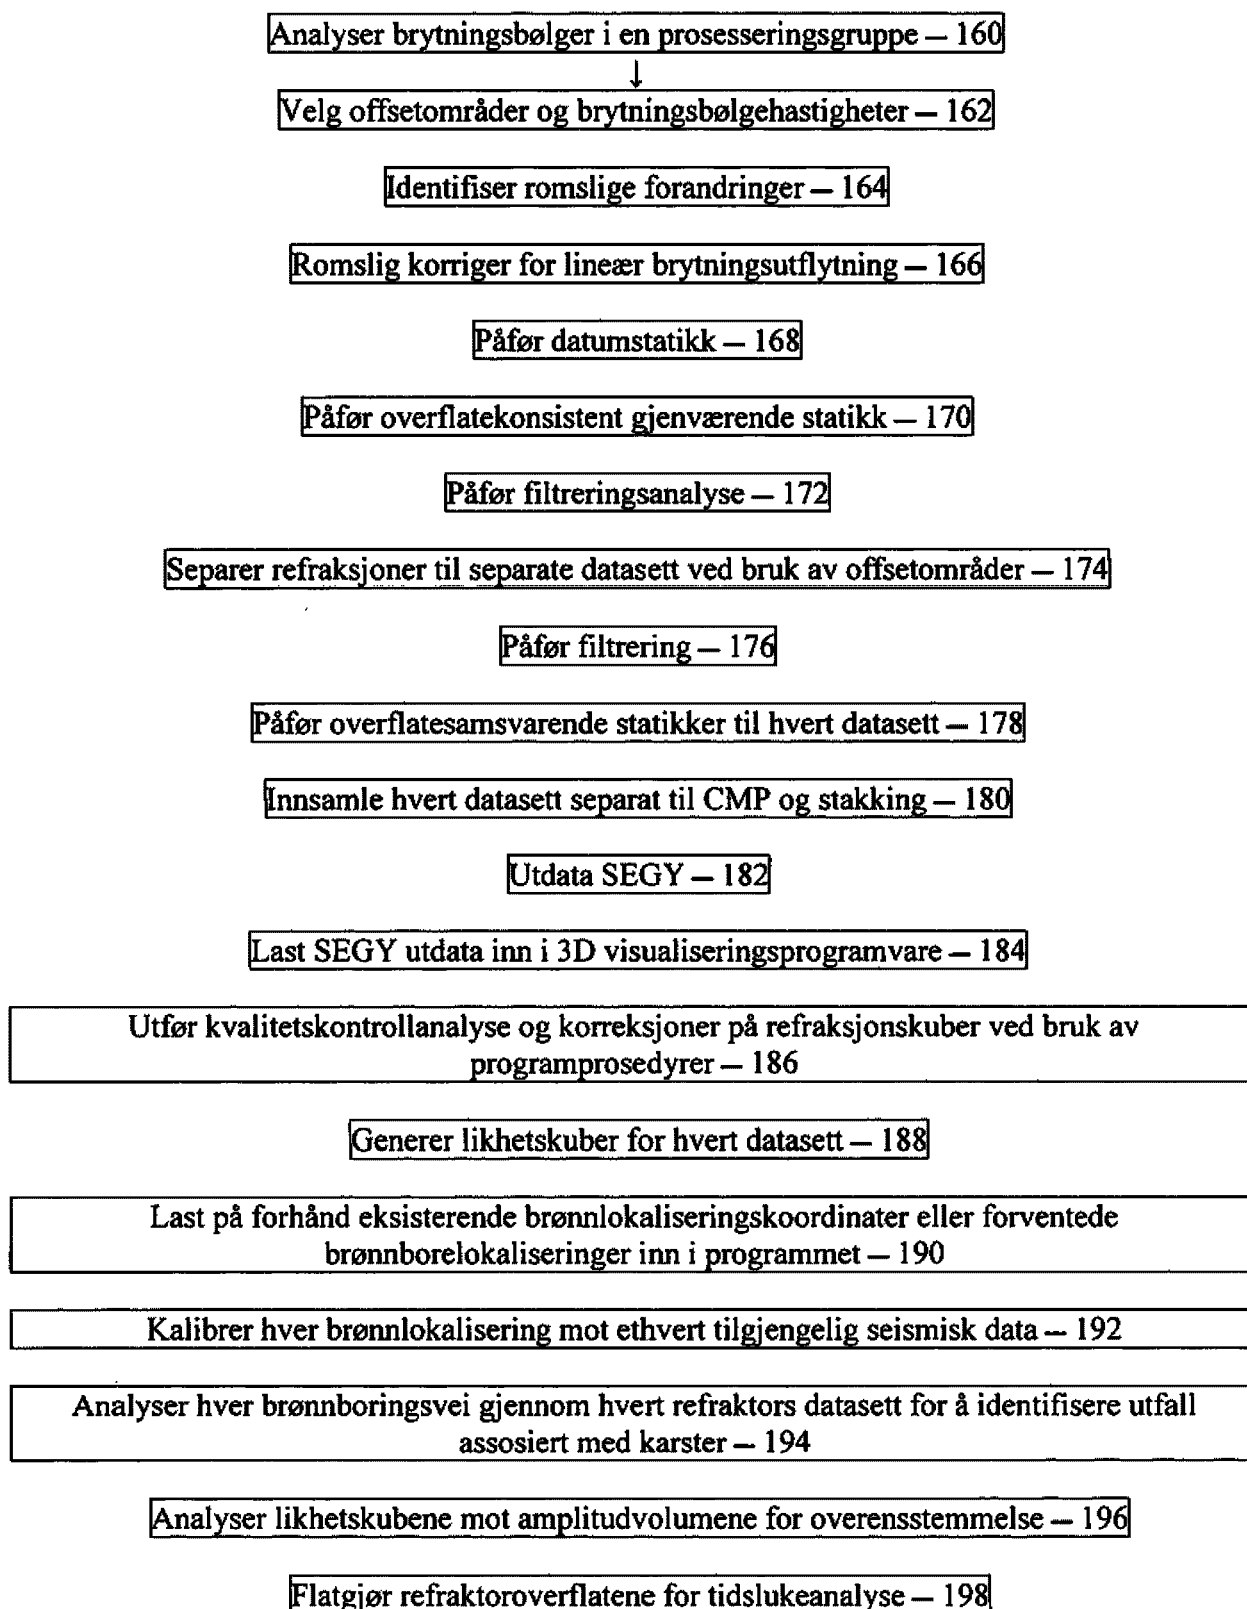 Analyser brytningsbølger i en prosesseringsgruppe — 160
Velg offsetområder og brytningsbølgehastigheter — 162
Identifiser romslige forandringer — 164
Romslig korriger for lineær brytningsutflytning — 166
Påfør datumstatikk — 168
Påfør overflatekonsistent gjenværende statikk — 170
Påfør filtreringsanalyse — 172
Separer refraksjoner til separate datasett ved bruk av offsetområder — 174
Påfør filtrering — 176
Påfør overflatesamsvarende statikker til hvert datasett — 178
Innsamle hvert datasett separat til CMP og stakking — 180
Utdata SEGY — 182
Last SEGY utdata inn i 3D visualiseringsprogramvare — 184
Utfør kvalitetskontrollanalyse og korreksjoner på refraksjonskuber ved bruk av
programprosedyrer — 186
Generer likhetskuber for hvert datasett — 188
Last på forhånd eksisterende brønnlokaliseringskoordinater eller forventede
brønnborelokaliseringer inn i programmet — 190
Kalibrer hver brønnlokalisering mot ethvert tilgjengelig seismisk data — 192
Analyser hver brønnboringsvei gjennom hvert refraktors datasett for å identifisere utfall
assosiert med karster — 194
Analyser likhetskubene mot amplitudvolumene for overensstemmelse — 196
Flatgjør refraktoroverflatene for tidslukeanalyse — 198